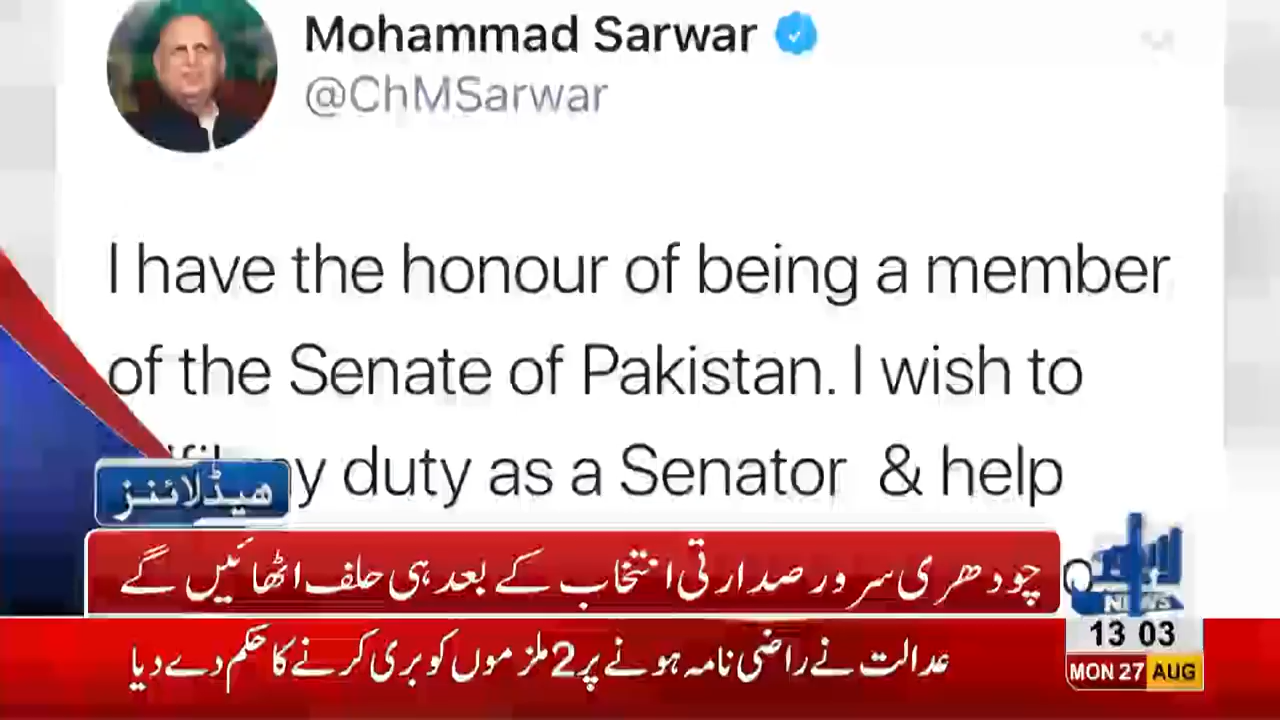 Mohammad Sarwar
@ChMSarwar
I have the honour of being a member
of the Senate of Pakistan. I wish to
duty as a Senator & help
ہیڈلائنز
چودھری سرور صدارتی انتخاب کے بعد ہی حلف اٹھائیں گے
NEWS
13 03
عدالت نے راضی نامہ ہونے پر 2 ملزموں کو بری کرنے کا حکم دے دیا
MON 27 AUG